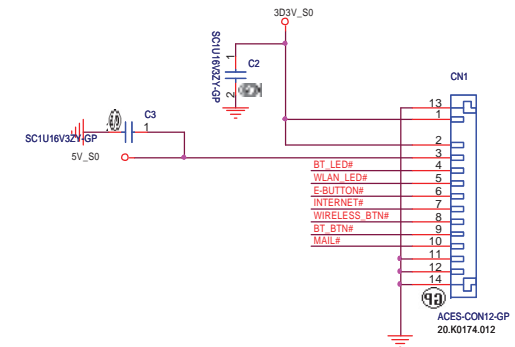 3D3V_S0
SC1U16V3ZY-GP
1
C2
2
CN1
C3
1
SC1U16V3ZY-GP
5V_S0
13
1
2
3
BT_LED# 4
WLAN_LED# 5
E-BUTTON# 6
INTERNET# 7
WIRELESS_BTN# 8
BT_BTN# 9
MAIL# 10
11
12
14
GP
ACES-CON12-GP
20.K0174.012